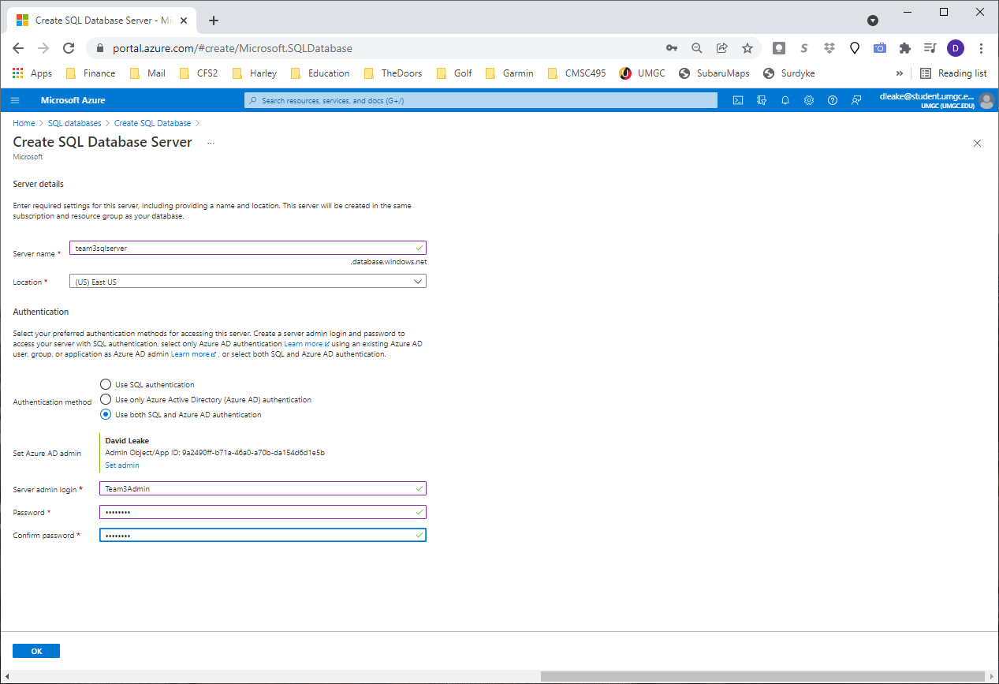 Create SQL Database Server - Mi
portal.azure.com/#create/Microsoft.SQLDatabase
D
Apps Finance Mail CFS2 Harley Education TheDoors Golf Garmin CMSC495 UMGC SubaruMaps Surdyke » Reading list
Microsoft Azure
Search resources, services, and docs (G+/)
dleake@student.umgc.e...
UMGC (UMGC.EDU)
Home > SQL databases > Create SQL Database >
Create SQL Database Server ...
Microsoft
Server details
Enter required settings for this server, including providing a name and location. This server will be created in the same
subscription and resource group as your database.
Server name * team3sqlserver
.database.windows.net
Location * (US) East US
Authentication
Select your preferred authentication methods for accessing this server. Create a server admin login and password to
access your server with SQL authentication, select only Azure AD authentication Learn more using an existing Azure AD
user, group, or application as Azure AD admin Learn more , or select both SQL and Azure AD authentication.
Authentication method
Use SQL authentication
Use only Azure Active Directory (Azure AD) authentication
Use both SQL and Azure AD authentication
Set Azure AD admin
David Leake
Admin Object/App ID: 9a2490ff-b71a-46a0-a70b-da154d6d1e5b
Set admin
Server admin login * Team3Admin
Password * ••••••••
Confirm password * ••••••••
OK